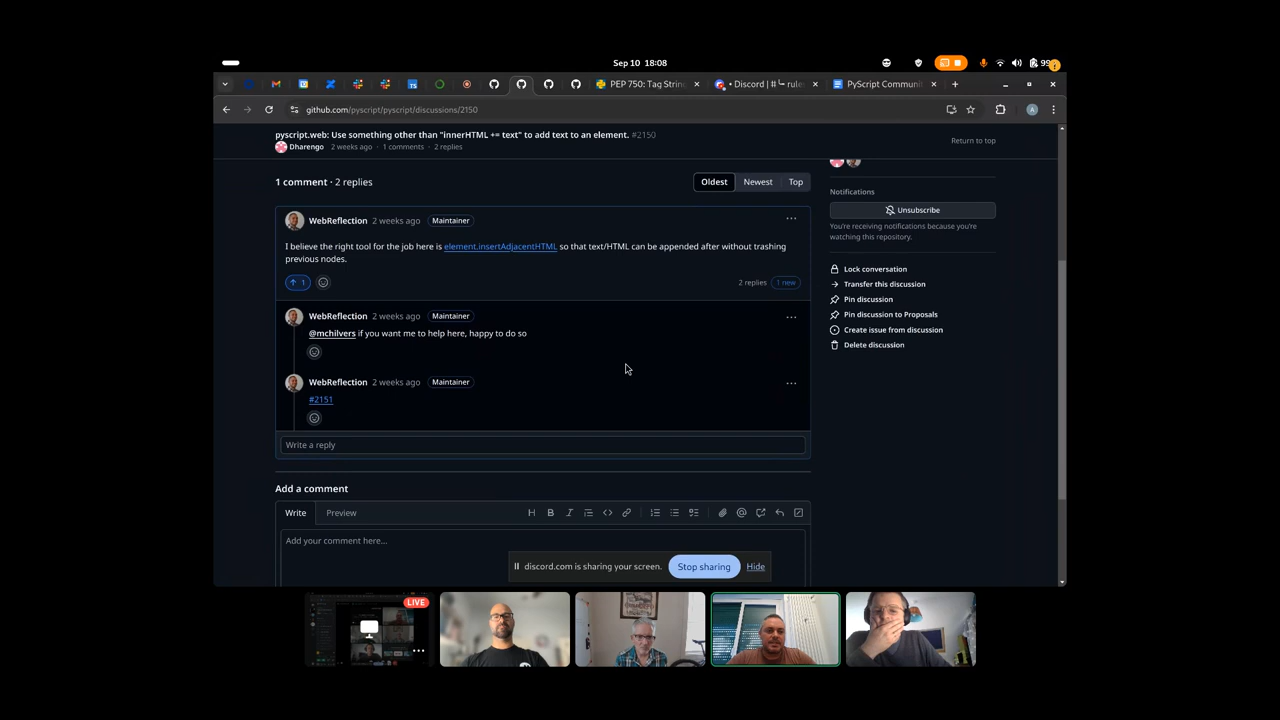 Sep 10 18:08
PEP 750: Tag Strin
• Discord | #
rule
PyScript Communit
github.com/pyscript/pyscript/discussions/2150
pyscript.web: Use something other than "innerHTML += text" to add text to an element. #2150
Dharengo 2 weeks ago · 1 comments · 2 replies
Return to top
1 comment · 2 replies
Oldest Newest Top
Notifications
Unsubscribe
You're receiving notifications because you're
watching this repository.
WebReflection 2 weeks ago Maintainer
I believe the right tool for the job here is element.insertAdjacentHTML so that text/HTML can be appended after without trashing
previous nodes.
1
2 replies 1 new
Lock conversation
Transfer this discussion
Pin discussion
Pin discussion to Proposals
Create issue from discussion
Delete discussion
WebReflection 2 weeks ago Maintainer
@mchilvers if you want me to help here, happy to do so
WebReflection 2 weeks ago Maintainer
#2151
Write a reply
Add a comment
Write Preview
Add your comment here...
discord.com is sharing your screen. Stop sharing Hide
LIVE